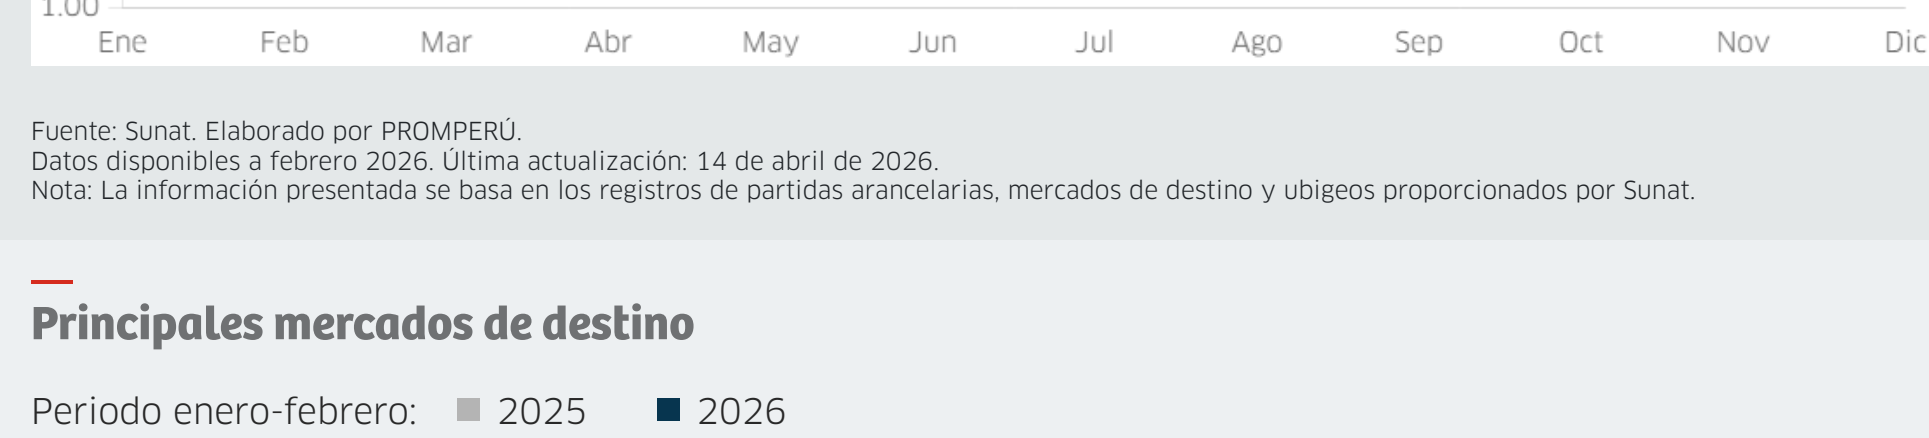 1.00
Ene Feb Mar Abr May Jun Jul Ago Sep Oct Nov Dic
Fuente: Sunat. Elaborado por PROMPERÚ.
Datos disponibles a febrero 2026. Última actualización: 14 de abril de 2026.
Nota: La información presentada se basa en los registros de partidas arancelarias, mercados de destino y ubigeos proporcionados por Sunat.
Principales mercados de destino
Periodo enero-febrero: 2025 2026